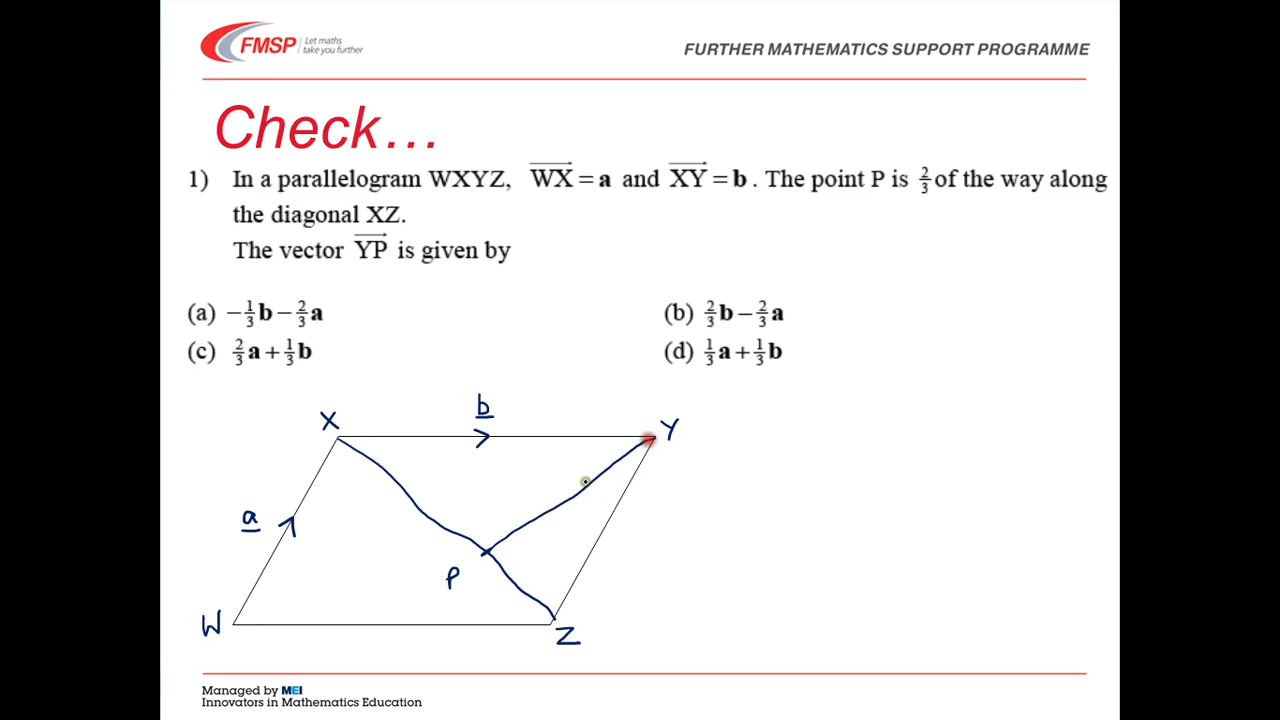 FMSP Let maths
take you further
FURTHER MATHEMATICS SUPPORT PROGRAMME
Check…
1) In a parallelogram WXYZ, $\overrightarrow{WX}$ = a and $\overrightarrow{XY}$ = b. The point P is ⅔ of the way along
the diagonal XZ.
The vector $\overrightarrow{YP}$ is given by
(a) −⅓b − ⅔a
(b) ⅔b − ⅔a
(c) ⅔a + ⅓b
(d) ⅓a + ⅓b
b
X
Y
a
P
W
Z
Managed by MEI
Innovators in Mathematics Education